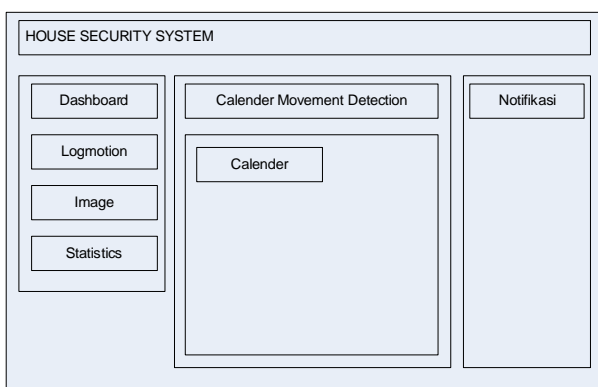 HOUSE SECURITY SYSTEM
Dashboard
Logmotion
Image
Statistics
Calender Movement Detection
Calender
Notifikasi